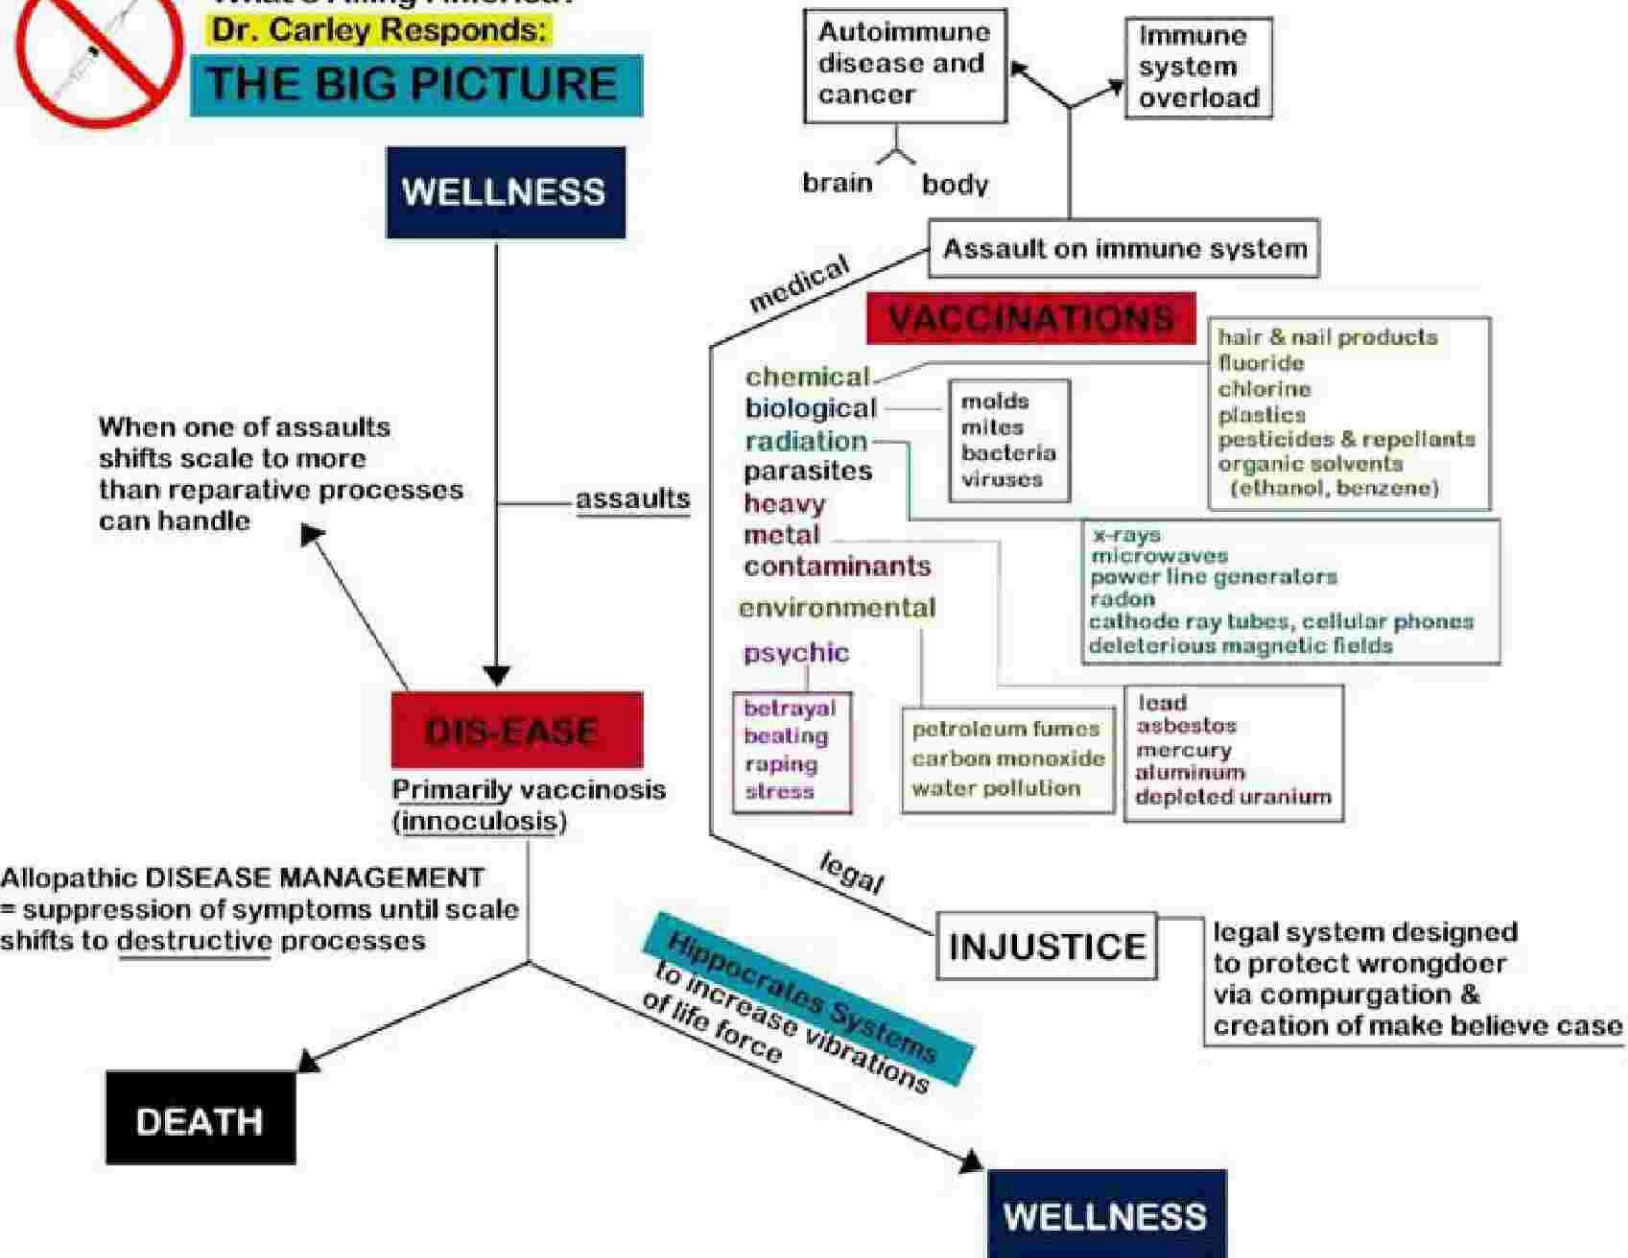 What's Ailing America?
Dr. Carley Responds:
THE BIG PICTURE
WELLNESS
Autoimmune
disease and
cancer
Immune
system
overload
brain
body
Assault on immune system
medical
VACCINATIONS
chemical
biological
radiation
parasites
heavy
metal
contaminants
environmental
psychic
hair & nail products
fluoride
chlorine
plastics
pesticides & repellants
organic solvents
(ethanol, benzene)
molds
mites
bacteria
viruses
x-rays
microwaves
power line generators
radon
cathode ray tubes, cellular phones
deleterious magnetic fields
betrayal
beating
raping
stress
petroleum fumes
carbon monoxide
water pollution
lead
asbestos
mercury
aluminum
depleted uranium
When one of assaults
shifts scale to more
than reparative processes
can handle
assaults
DIS-EASE
Primarily vaccinosis
(innoculosis)
Allopathic DISEASE MANAGEMENT
= suppression of symptoms until scale
shifts to destructive processes
legal
INJUSTICE
legal system designed
to protect wrongdoer
via compurgation &
creation of make believe case
Hippocrates Systems
to increase vibrations
of life force
DEATH
WELLNESS